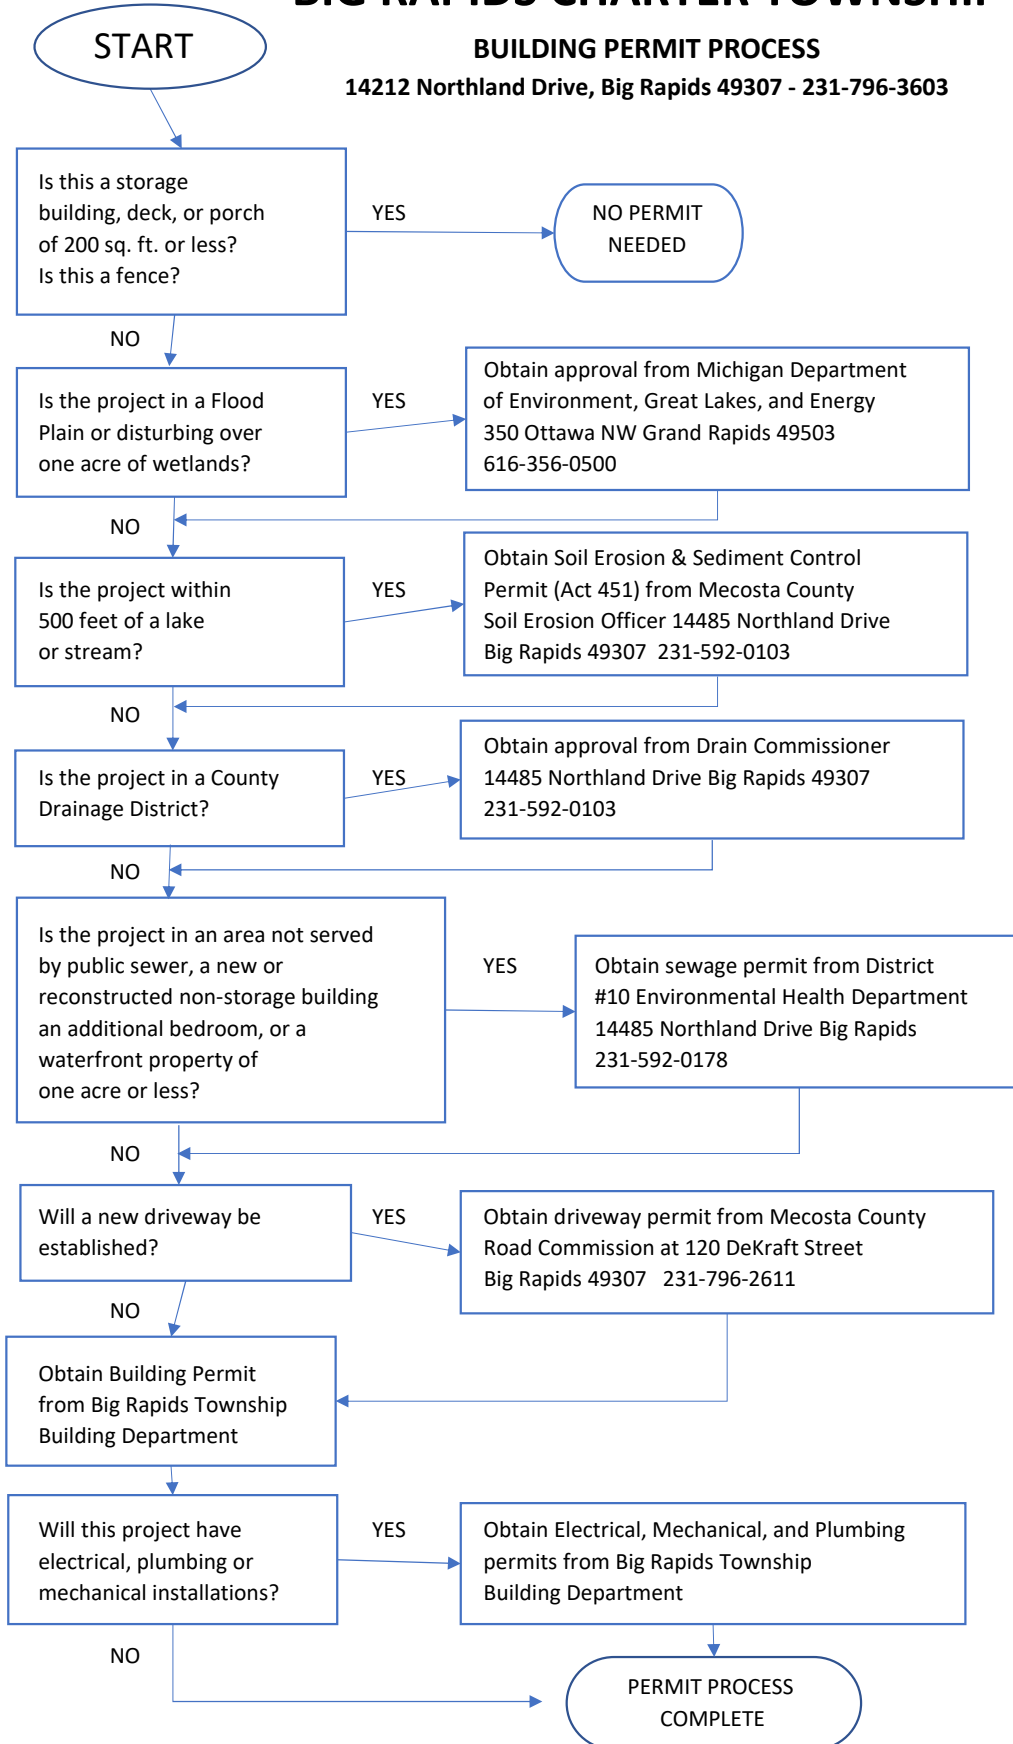 BIG RAPIDS CHARTER TOWNSHIP
START
BUILDING PERMIT PROCESS
14212 Northland Drive, Big Rapids 49307 - 231-796-3603
Is this a storage
building, deck, or porch
of 200 sq. ft. or less?
Is this a fence?
YES
NO PERMIT
NEEDED
NO
Is the project in a Flood
Plain or disturbing over
one acre of wetlands?
YES
Obtain approval from Michigan Department
of Environment, Great Lakes, and Energy
350 Ottawa NW Grand Rapids 49503
616-356-0500
NO
Is the project within
500 feet of a lake
or stream?
YES
Obtain Soil Erosion & Sediment Control
Permit (Act 451) from Mecosta County
Soil Erosion Officer 14485 Northland Drive
Big Rapids 49307 231-592-0103
NO
Is the project in a County
Drainage District?
YES
Obtain approval from Drain Commissioner
14485 Northland Drive Big Rapids 49307
231-592-0103
NO
Is the project in an area not served
by public sewer, a new or
reconstructed non-storage building
an additional bedroom, or a
waterfront property of
one acre or less?
YES
Obtain sewage permit from District
#10 Environmental Health Department
14485 Northland Drive Big Rapids
231-592-0178
NO
Will a new driveway be
established?
YES
Obtain driveway permit from Mecosta County
Road Commission at 120 DeKraft Street
Big Rapids 49307 231-796-2611
NO
Obtain Building Permit
from Big Rapids Township
Building Department
Will this project have
electrical, plumbing or
mechanical installations?
YES
Obtain Electrical, Mechanical, and Plumbing
permits from Big Rapids Township
Building Department
NO
PERMIT PROCESS
COMPLETE